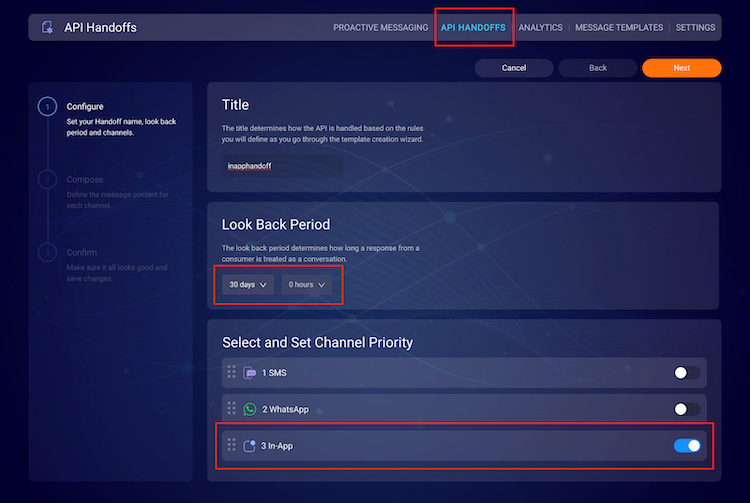 API Handoffs
PROACTIVE MESSAGING
API HANDOFFS
ANALYTICS
MESSAGE TEMPLATES
SETTINGS
Cancel
Back
Next
1
Configure
Set your Handoff name, look back
period and channels.
2
Compose
Define the message content for
each channel.
3
Confirm
Make sure it all looks good and
save changes.
Title
The title determines how the API is handled based on the rules
you will define as you go through the template creation wizard.
inapphandoff
Look Back Period
The look back period determines how long a response from a
consumer is treated as a conversation.
30 days
0 hours
Select and Set Channel Priority
1 SMS
2 WhatsApp
3 In-App